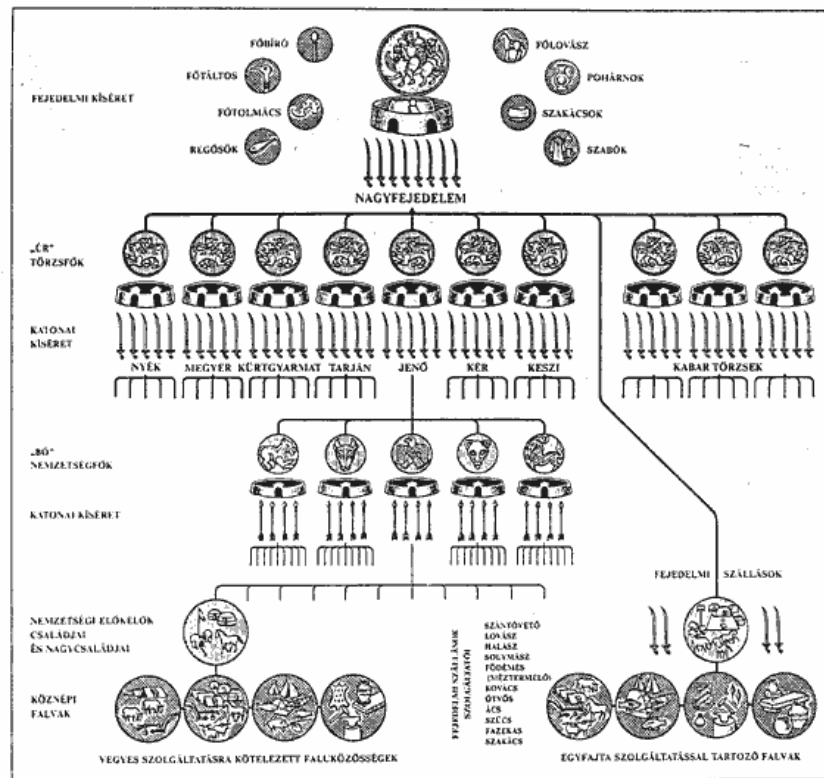 FŐBÍRÓ
FŐLOVÁSZ
FŐTÁLTOS
POHÁRNOK
FEJEDELMI KÍSÉRET
FŐTOLMÁCS
SZAKÁCSOK
REGŐSÖK
SZABÓK
NAGYFEJEDELEM
„ÚR"
TÖRZSFŐK
KATONAI
KÍSÉRET
NYÉK MEGYER KÜRTGYARMAT TARJÁN JENŐ KÉR KESZI KABAR TÖRZSEK
„BŐ"
NEMZETSÉGFŐK
KATONAI KÍSÉRET
FEJEDELMI SZÁLLÁSOK
NEMZETSÉGI ELŐKELŐK
CSALÁDJAI
ÉS NAGYCSALÁDJAI
FEJEDELMI SZÁLLÁSOK
SZOLGÁLTATÓI
SZÁNTÓVETŐ
LOVÁSZ
HALÁSZ
SOLYMÁSZ
FÖDÉMES
(MÉZTERMELŐ)
KOVÁCS
ÖTVÖS
ÁCS
SZŰCS
FAZEKAS
SZAKÁCS
KÖZNÉPI
FALVAK
VEGYES SZOLGÁLTATÁSRA KÖTELEZETT FALUKÖZÖSSÉGEK
EGYFAJTA SZOLGÁLTATÁSSAL TARTOZÓ FALVAK